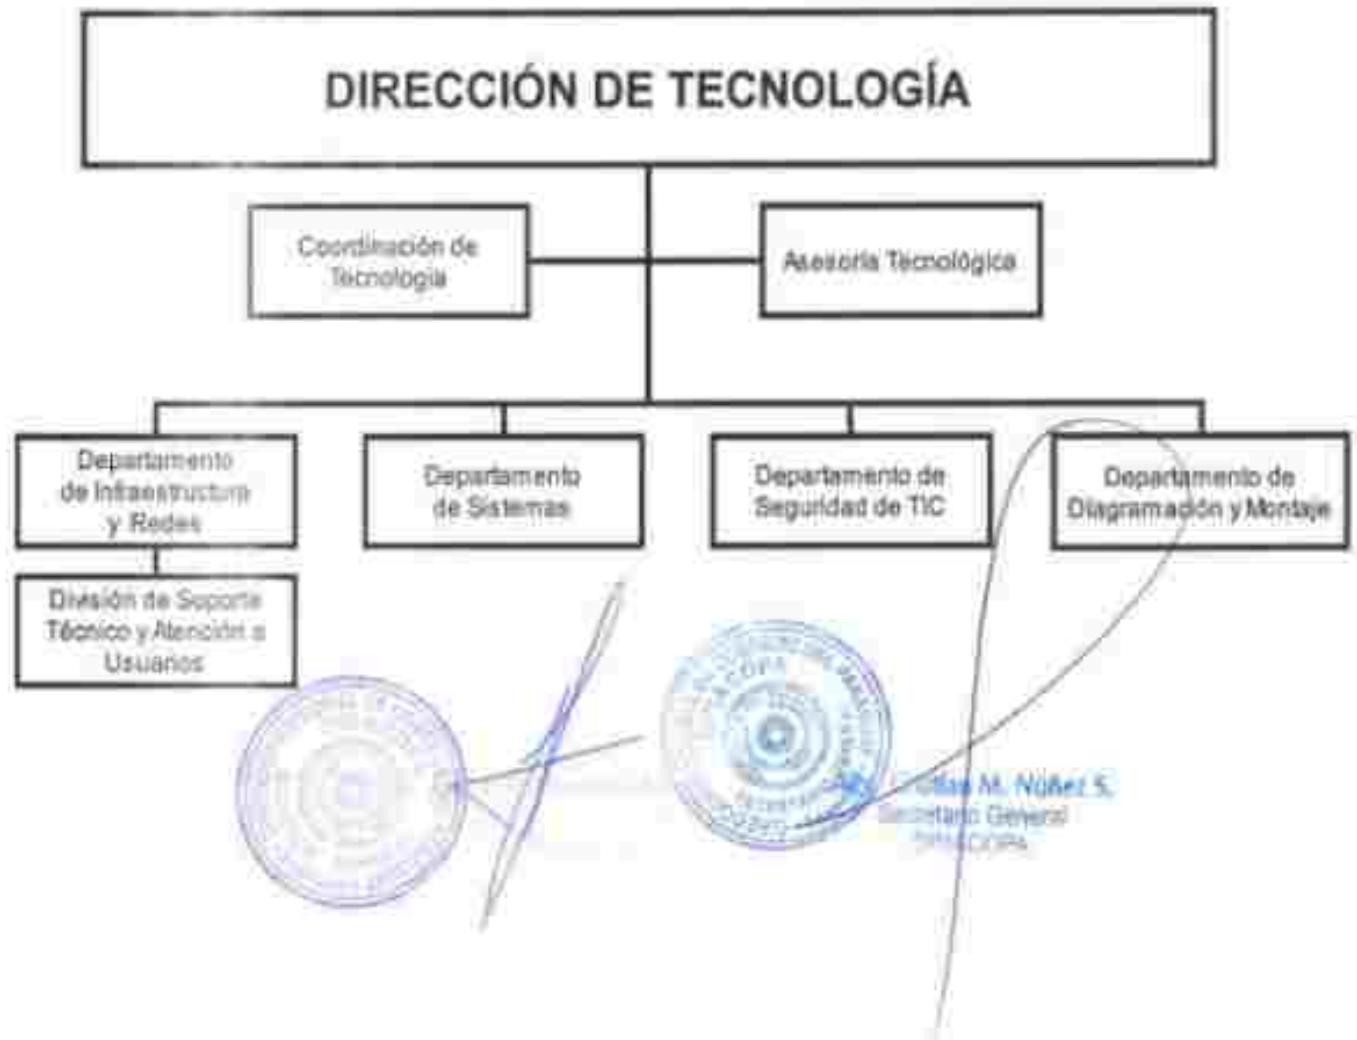 DIRECCIÓN DE TECNOLOGÍA
Coordinación de
Tecnología
Asesoría Tecnológica
Departamento
de Infraestructura
y Redes
Departamento
de Sistemas
Departamento de
Seguridad de TIC
Departamento de
Diagramación y Montaje
División de Soporte
Técnico y Atención a
Usuarios
M. Núñez S.
Secretario General